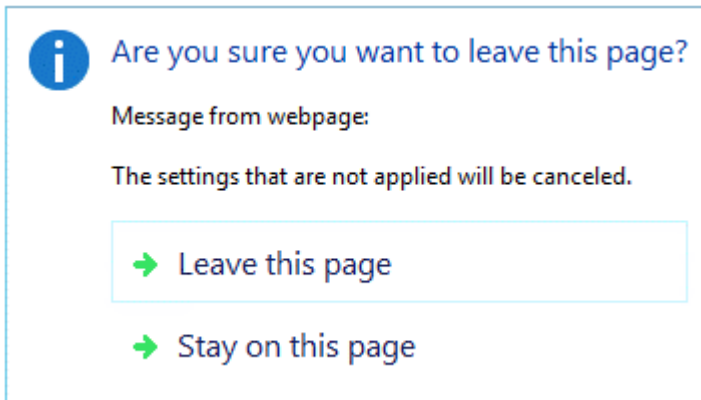 Are you sure you want to leave this page?
Message from webpage:
The settings that are not applied will be canceled.
Leave this page
Stay on this page